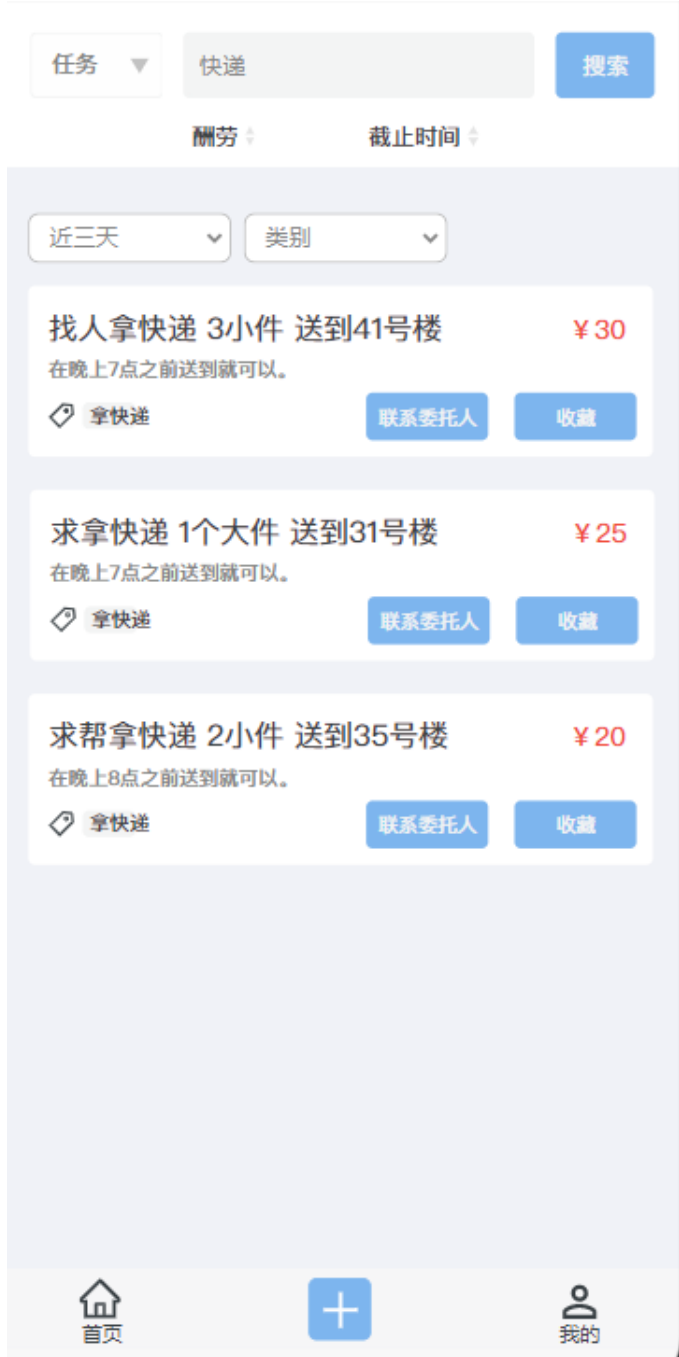 任务 ▼ 快递 搜索
酬劳 截止时间
近三天 类别
找人拿快递 3小件 送到41号楼 ¥30
在晚上7点之前送到就可以。
拿快递 联系委托人 收藏
求拿快递 1个大件 送到31号楼 ¥25
在晚上7点之前送到就可以。
拿快递 联系委托人 收藏
求帮拿快递 2小件 送到35号楼 ¥20
在晚上8点之前送到就可以。
拿快递 联系委托人 收藏
首页 我的